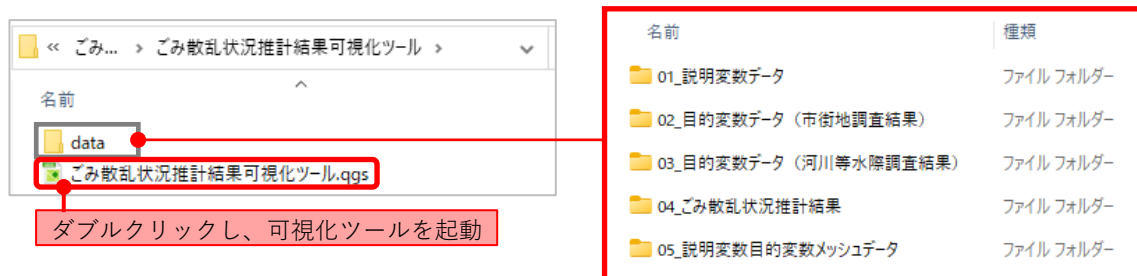 « ごみ... › ごみ散乱状況推計結果可視化ツール ›
名前
data
ごみ散乱状況推計結果可視化ツール.qgs
ダブルクリックし、可視化ツールを起動
名前 種類
01_説明変数データ ファイル フォルダー
02_目的変数データ（市街地調査結果） ファイル フォルダー
03_目的変数データ（河川等水際調査結果） ファイル フォルダー
04_ごみ散乱状況推計結果 ファイル フォルダー
05_説明変数目的変数メッシュデータ ファイル フォルダー